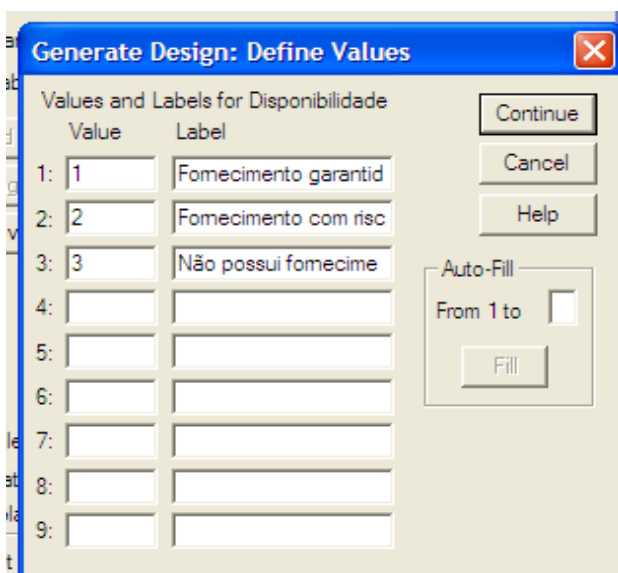 Generate Design: Define Values
Values and Labels for Disponibilidade
Value Label
1: 1 Fornecimento garantid
2: 2 Fornecimento com risc
3: 3 Não possui fornecime
4:
5:
6:
7:
8:
9:
Continue
Cancel
Help
Auto-Fill
From 1 to
Fill